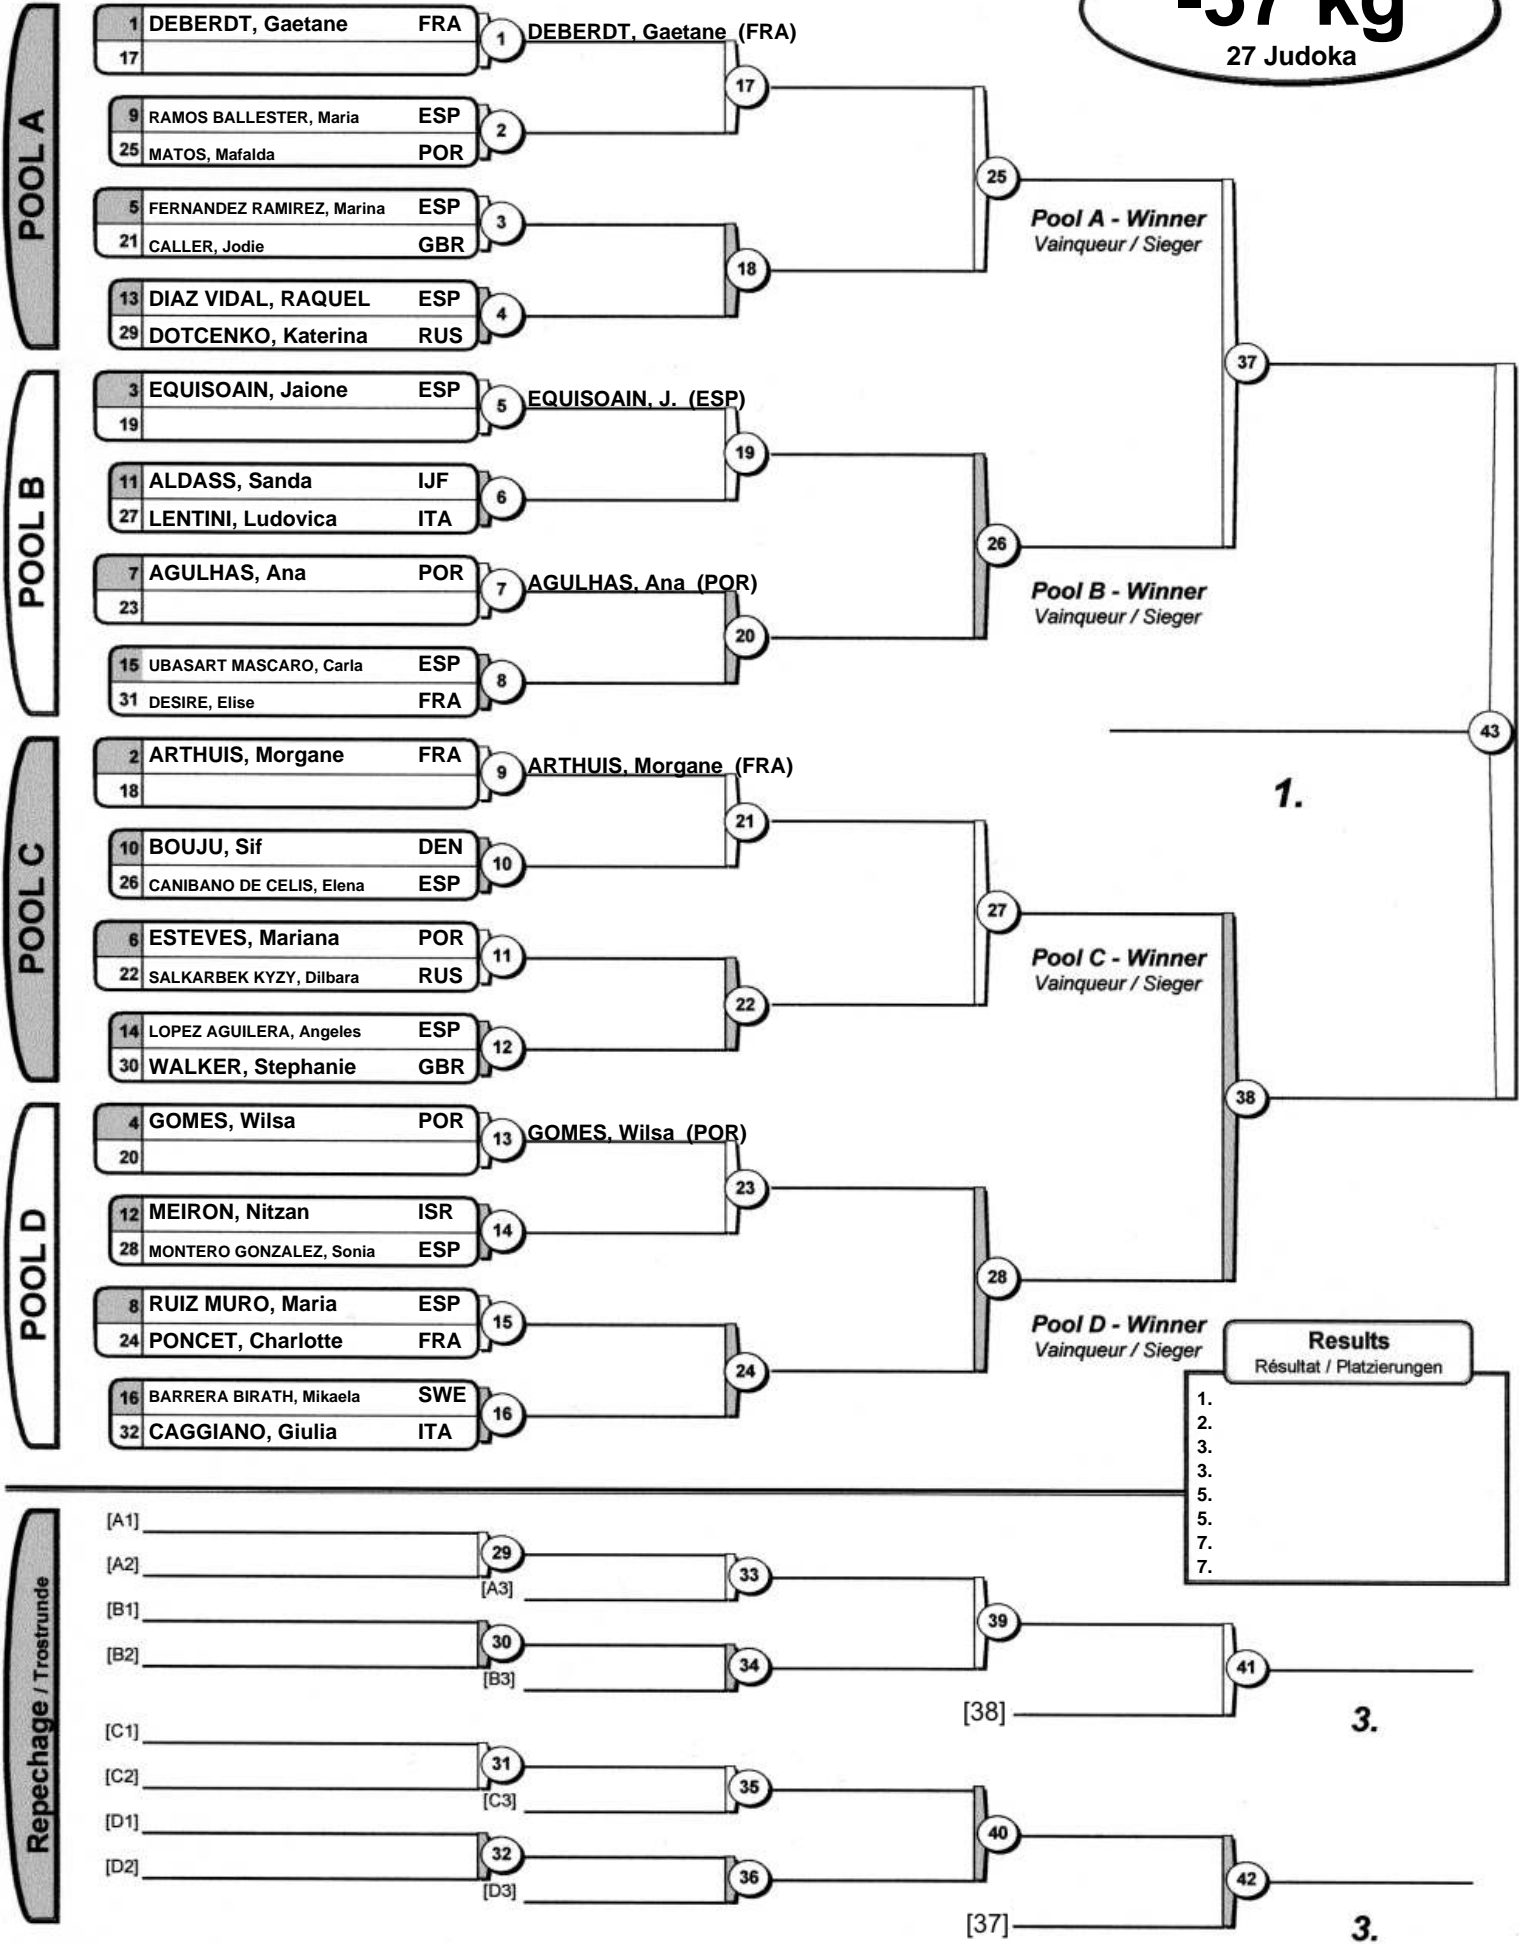 -57 kg
27 Judoka
POOL A
1 DEBERDT, Gaetane FRA
17
1 DEBERDT, Gaetane (FRA)
9 RAMOS BALLESTER, Maria ESP
25 MATOS, Mafalda POR
2
17
5 FERNANDEZ RAMIREZ, Marina ESP
21 CALLER, Jodie GBR
3
13 DIAZ VIDAL, RAQUEL ESP
29 DOTCENKO, Katerina RUS
4
18
25
Pool A - Winner
Vainqueur / Sieger
POOL B
3 EQUISOAIN, Jaione ESP
19
5 EQUISOAIN, J. (ESP)
11 ALDASS, Sanda IJF
27 LENTINI, Ludovica ITA
6
19
7 AGULHAS, Ana POR
23
7 AGULHAS, Ana (POR)
15 UBASART MASCARO, Carla ESP
31 DESIRE, Elise FRA
8
20
26
Pool B - Winner
Vainqueur / Sieger
37
POOL C
2 ARTHUIS, Morgane FRA
18
9 ARTHUIS, Morgane (FRA)
10 BOUJU, Sif DEN
26 CANIBANO DE CELIS, Elena ESP
10
21
6 ESTEVES, Mariana POR
22 SALKARBEK KYZY, Dilbara RUS
11
14 LOPEZ AGUILERA, Angeles ESP
30 WALKER, Stephanie GBR
12
22
27
Pool C - Winner
Vainqueur / Sieger
43
1.
POOL D
4 GOMES, Wilsa POR
20
13 GOMES, Wilsa (POR)
12 MEIRON, Nitzan ISR
28 MONTERO GONZALEZ, Sonia ESP
14
23
8 RUIZ MURO, Maria ESP
24 PONCET, Charlotte FRA
15
16 BARRERA BIRATH, Mikaela SWE
32 CAGGIANO, Giulia ITA
16
24
28
Pool D - Winner
Vainqueur / Sieger
38
Results
Résultat / Platzierungen
1.
2.
3.
3.
5.
5.
7.
7.
Repechage / Trostrunde
[A1]
[A2]
29
[A3]
33
[B1]
[B2]
30
[B3]
34
39
[38]
41
3.
[C1]
[C2]
31
[C3]
35
[D1]
[D2]
32
[D3]
36
40
[37]
42
3.